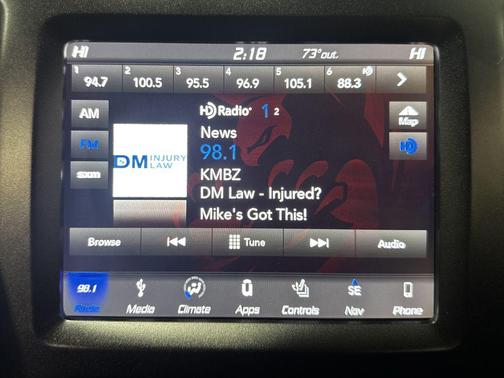 HI 2:18 73°out. HI
1 94.7 2 100.5 3 95.5 4 96.9 5 105.1 6 88.3 HD
AM HD Radio 1 2 Map
News
FM 98.1 HD
DM INJURY LAW KMBZ
sxm DM Law - Injured?
Mike's Got This!
Browse Tune Audio
98.1 SE
Radio Media Climate Apps Controls Nav Phone